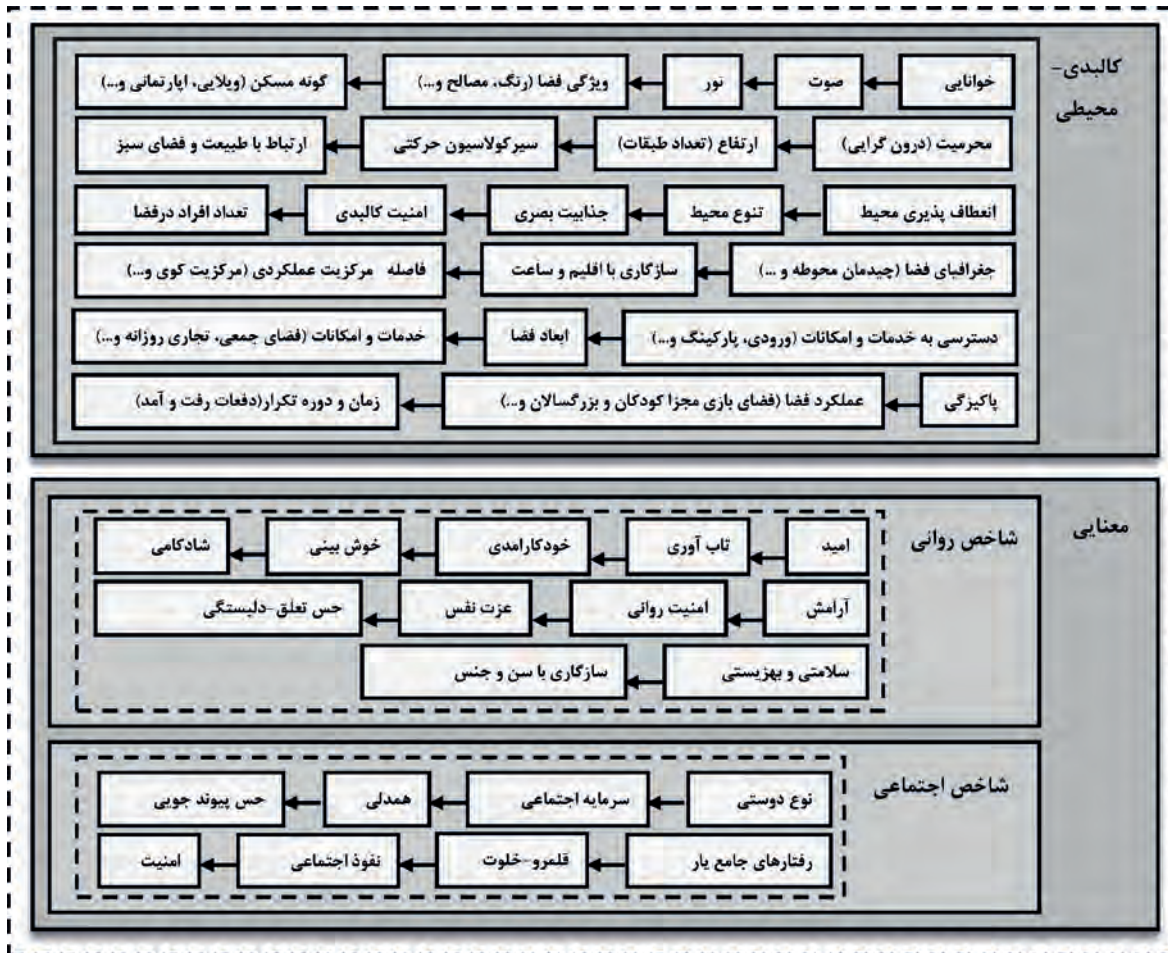 کالبدی-
محیطی
خوانایی
صوت
نور
ویژگی فضا (رنگ، مصالح و...)
گونه مسکن (ویلایی، اپارتمانی و...)
محرمیت (درون گرایی)
ارتفاع (تعداد طبقات)
سیرکولاسیون حرکتی
ارتباط با طبیعت و فضای سبز
انعطاف پذیری محیط
تنوع محیط
جذابیت بصری
امنیت کالبدی
تعداد افراد درفضا
جغرافیای فضا (چیدمان محوطه و ...)
سازگاری با اقلیم و ساعت
فاصله مرکزیت عملکردی (مرکزیت کوی و...)
دسترسی به خدمات و امکانات (ورودی، پارکینگ و...)
ابعاد فضا
خدمات و امکانات (فضای جمعی، تجاری روزانه و...)
پاکیزگی
عملکرد فضا (فضای بازی مجزا کودکان و بزرگسالان و...)
زمان و دوره تکرار(دفعات رفت و آمد)
معنایی
شاخص روانی
امید
تاب آوری
خودکارامدی
خوش بینی
شادکامی
آرامش
امنیت روانی
عزت نفس
حس تعلق-دلبستگی
سلامتی و بهزیستی
سازگاری با سن و جنس
شاخص اجتماعی
نوع دوستی
سرمایه اجتماعی
همدلی
حس پیوند جویی
رفتارهای جامع یار
قلمرو-خلوت
نفوذ اجتماعی
امنیت